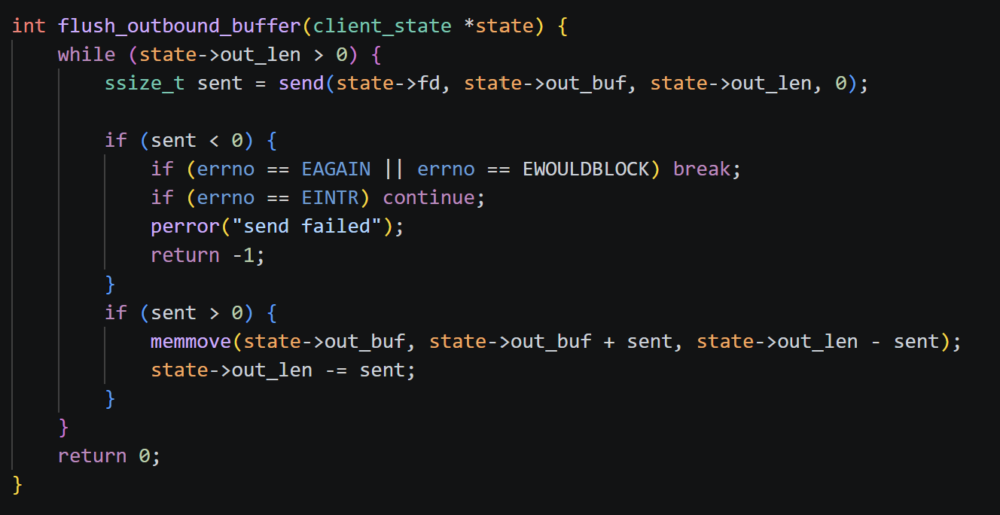 int flush_outbound_buffer(client_state *state) {
    while (state->out_len > 0) {
        ssize_t sent = send(state->fd, state->out_buf, state->out_len, 0);

        if (sent < 0) {
            if (errno == EAGAIN || errno == EWOULDBLOCK) break;
            if (errno == EINTR) continue;
            perror("send failed");
            return -1;
        }
        if (sent > 0) {
            memmove(state->out_buf, state->out_buf + sent, state->out_len - sent);
            state->out_len -= sent;
        }
    }
    return 0;
}